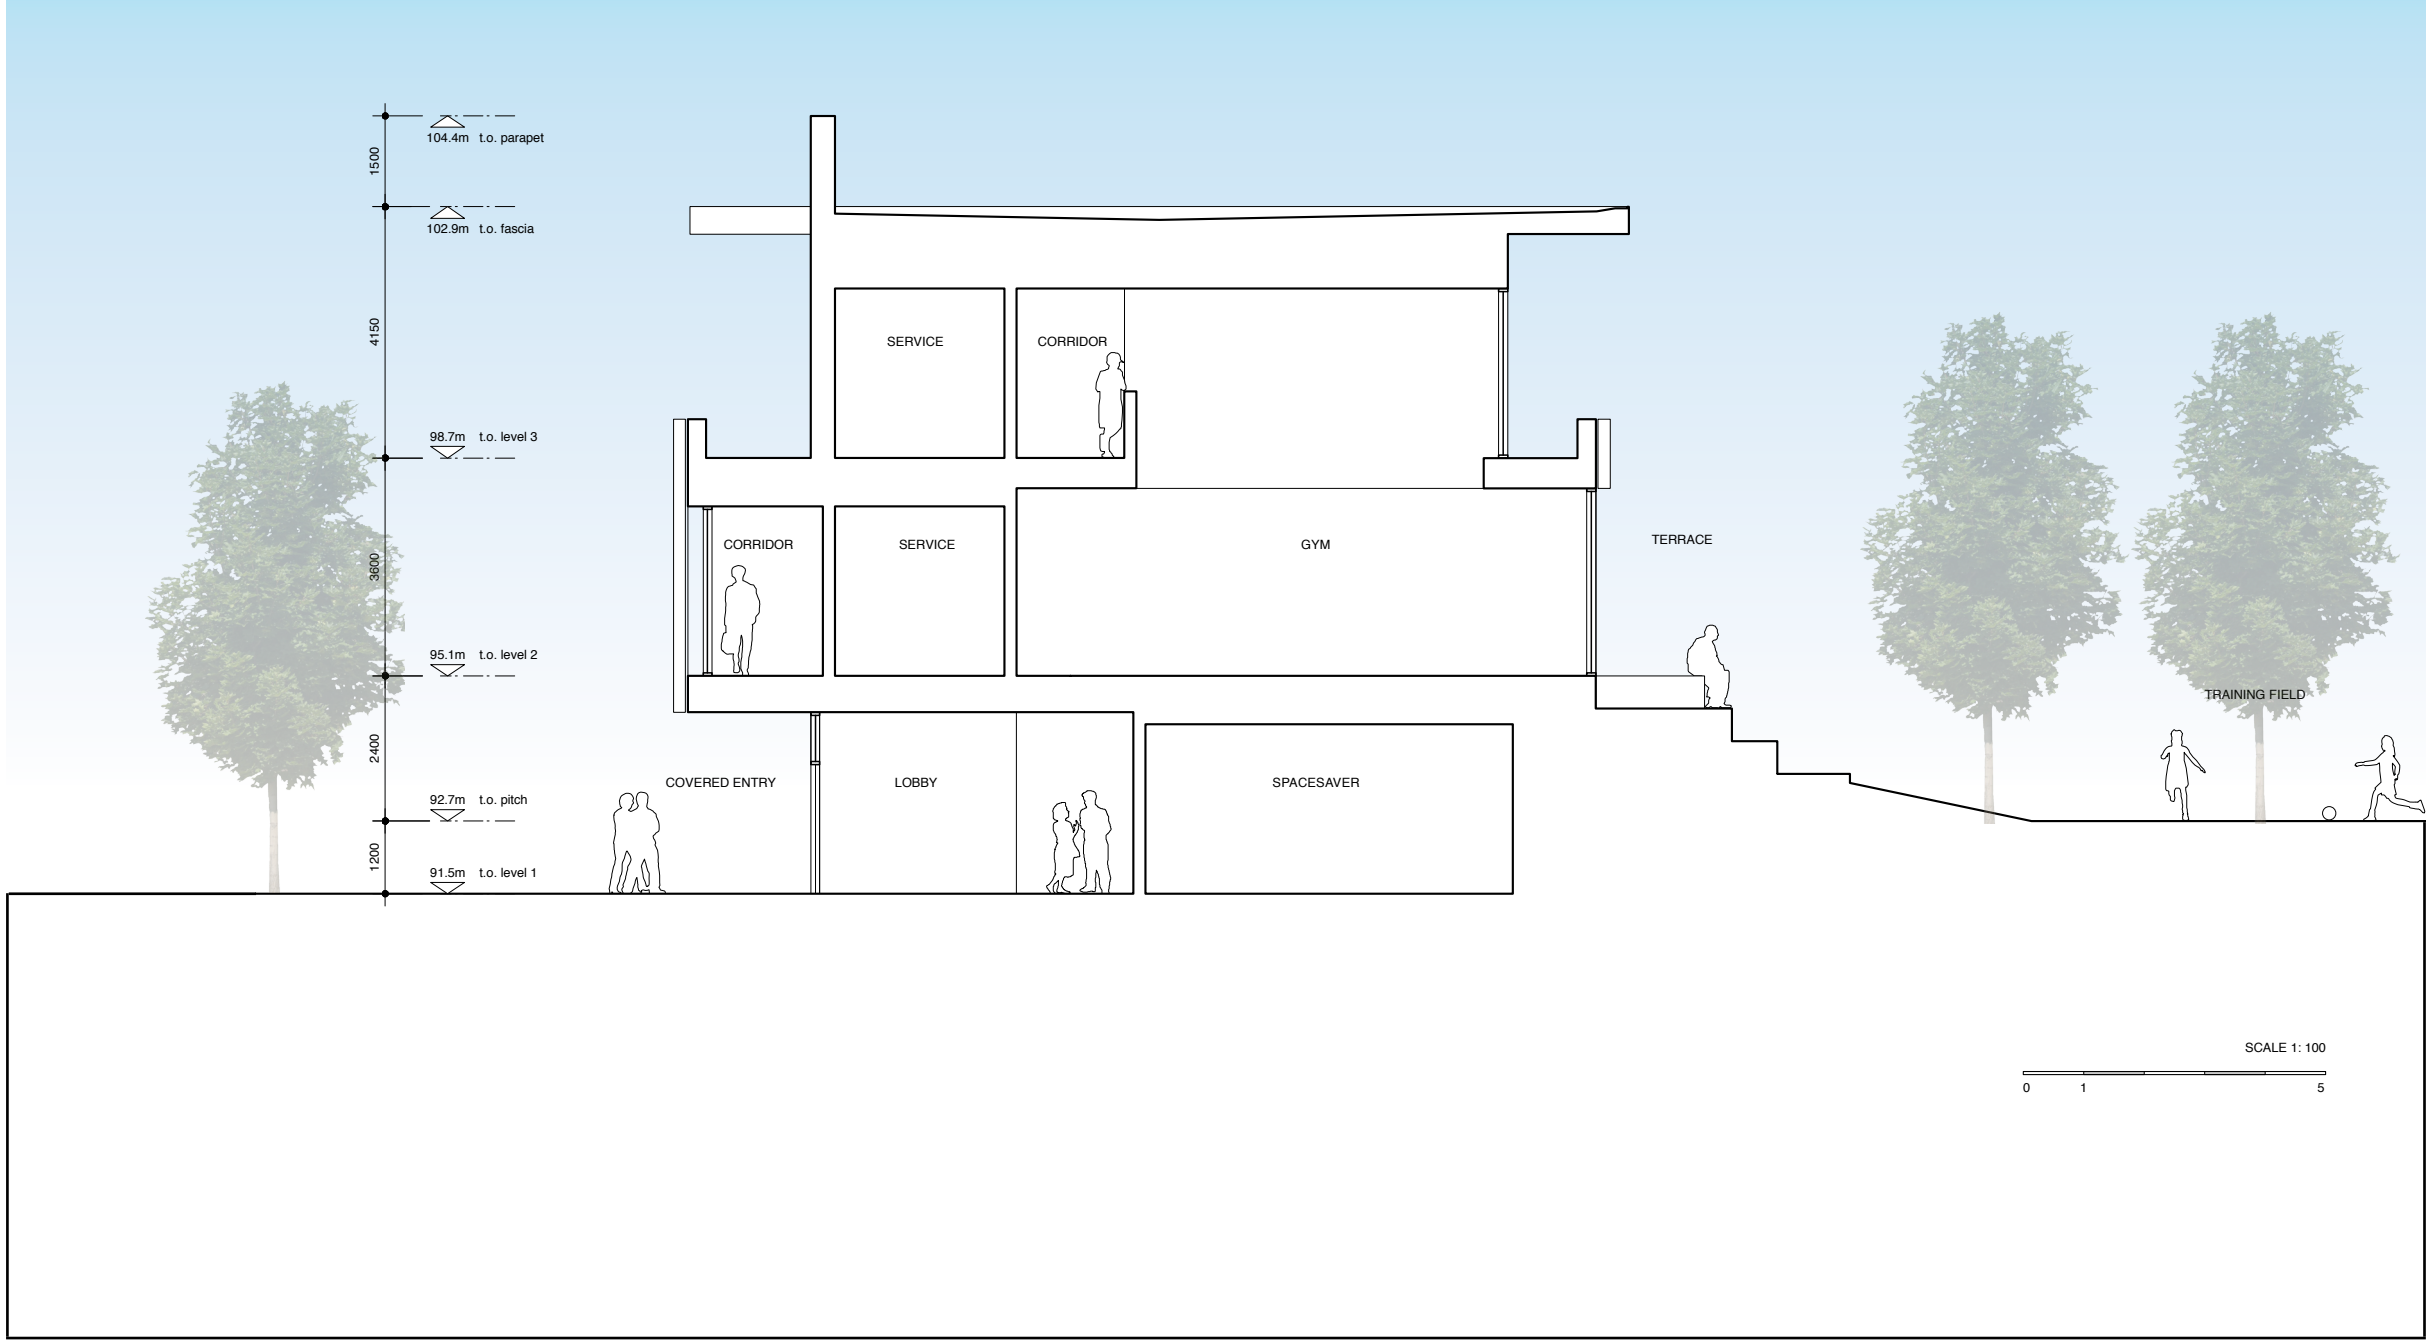 104.4m t.o. parapet
1500
102.9m t.o. fascia
4150
SERVICE
CORRIDOR
98.7m t.o. level 3
3600
CORRIDOR
SERVICE
GYM
TERRACE
95.1m t.o. level 2
TRAINING FIELD
2400
COVERED ENTRY
LOBBY
SPACESAVER
92.7m t.o. pitch
1200
91.5m t.o. level 1
SCALE 1: 100
0 1 5